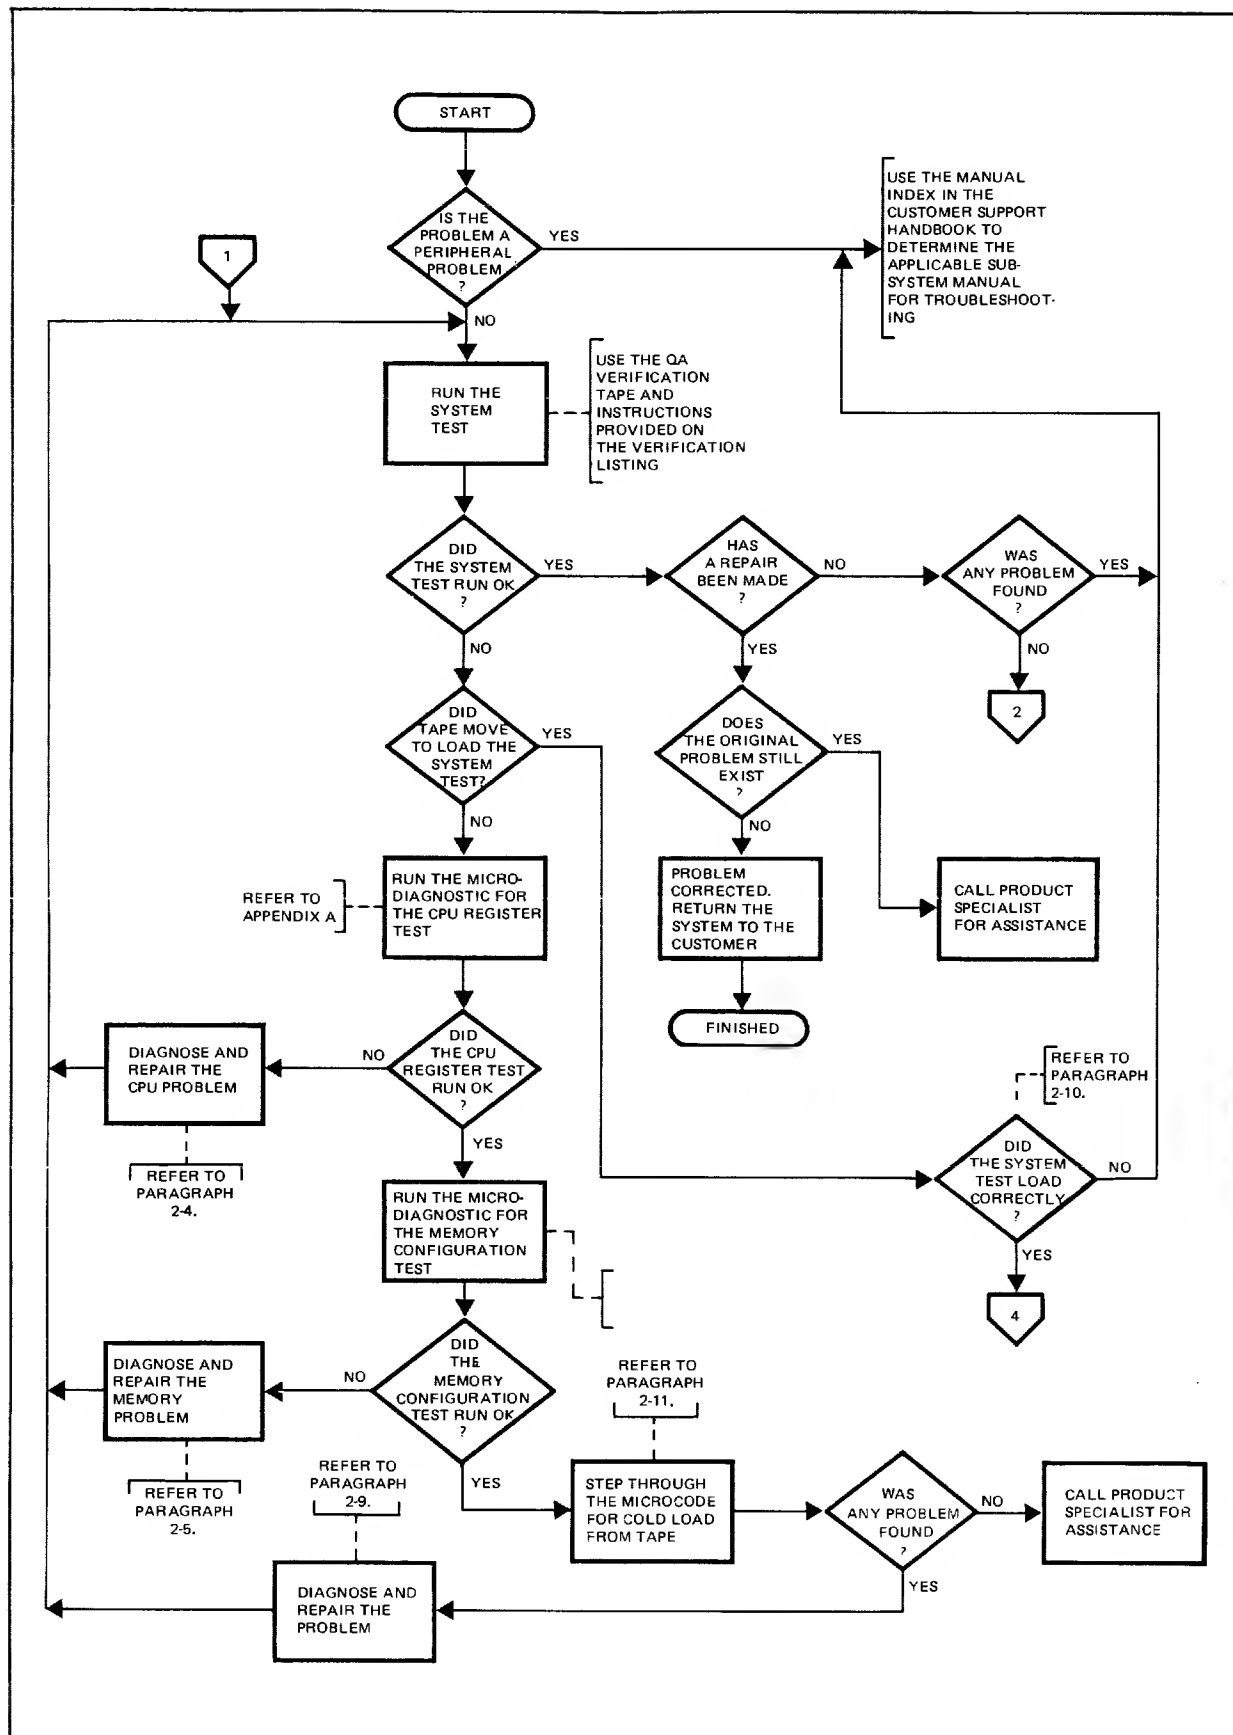 START
IS THE
PROBLEM A
PERIPHERAL
PROBLEM
?
YES
NO
USE THE MANUAL
INDEX IN THE
CUSTOMER SUPPORT
HANDBOOK TO
DETERMINE THE
APPLICABLE SUB-
SYSTEM MANUAL
FOR TROUBLESHOOT-
ING
1
RUN THE
SYSTEM
TEST
USE THE QA
VERIFICATION
TAPE AND
INSTRUCTIONS
PROVIDED ON
THE VERIFICATION
LISTING
DID
THE SYSTEM
TEST RUN OK
?
YES
NO
HAS
A REPAIR
BEEN MADE
?
NO
YES
WAS
ANY PROBLEM
FOUND
?
YES
NO
2
DID
TAPE MOVE
TO LOAD THE
SYSTEM
TEST?
YES
NO
DOES
THE ORIGINAL
PROBLEM STILL
EXIST
?
YES
NO
REFER TO
APPENDIX A
RUN THE MICRO-
DIAGNOSTIC FOR
THE CPU REGISTER
TEST
PROBLEM
CORRECTED.
RETURN THE
SYSTEM TO THE
CUSTOMER
CALL PRODUCT
SPECIALIST
FOR ASSISTANCE
FINISHED
DID
THE CPU
REGISTER TEST
RUN OK
?
NO
YES
DIAGNOSE AND
REPAIR THE
CPU PROBLEM
REFER TO
PARAGRAPH
2-4.
REFER TO
PARAGRAPH
2-10.
DID
THE SYSTEM
TEST LOAD
CORRECTLY
?
NO
YES
4
RUN THE MICRO-
DIAGNOSTIC FOR
THE MEMORY
CONFIGURATION
TEST
DID
THE
MEMORY
CONFIGURATION
TEST RUN OK
?
NO
YES
DIAGNOSE AND
REPAIR THE
MEMORY
PROBLEM
REFER TO
PARAGRAPH
2-5.
REFER TO
PARAGRAPH
2-11.
STEP THROUGH
THE MICROCODE
FOR COLD LOAD
FROM TAPE
WAS
ANY PROBLEM
FOUND
?
NO
YES
CALL PRODUCT
SPECIALIST FOR
ASSISTANCE
REFER TO
PARAGRAPH
2-9.
DIAGNOSE AND
REPAIR THE
PROBLEM